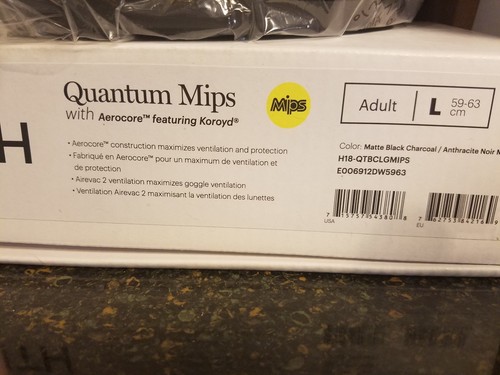 H
Quantum Mips
with Aerocore™ featuring Koroyd®
Mips
Adult L 59-63 cm
• Aerocore™ construction maximizes ventilation and protection
• Fabriqué en Aerocore™ pour un maximum de ventilation et
de protection
• Airevac 2 ventilation maximizes goggle ventilation
• Ventilation Airevac 2 maximisant la ventilation des lunettes
Color: Matte Black Charcoal / Anthracite Noir M
H18-QTBCLGMIPS
E006912DW5963
USA
EU